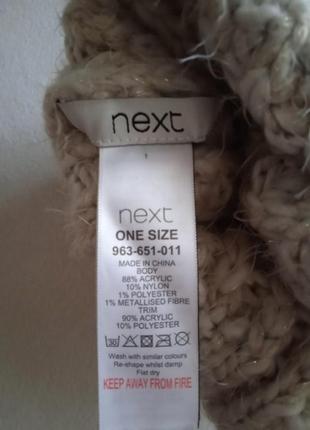 next
next
ONE SIZE
963-651-011
MADE IN CHINA
BODY
88% ACRYLIC
10% NYLON
1% POLYESTER
1% METALLISED FIBRE
TRIM
90% ACRYLIC
10% POLYESTER
30
Wash with similar colours
Re-shape whilst damp
Flat dry
KEEP AWAY FROM FIRE